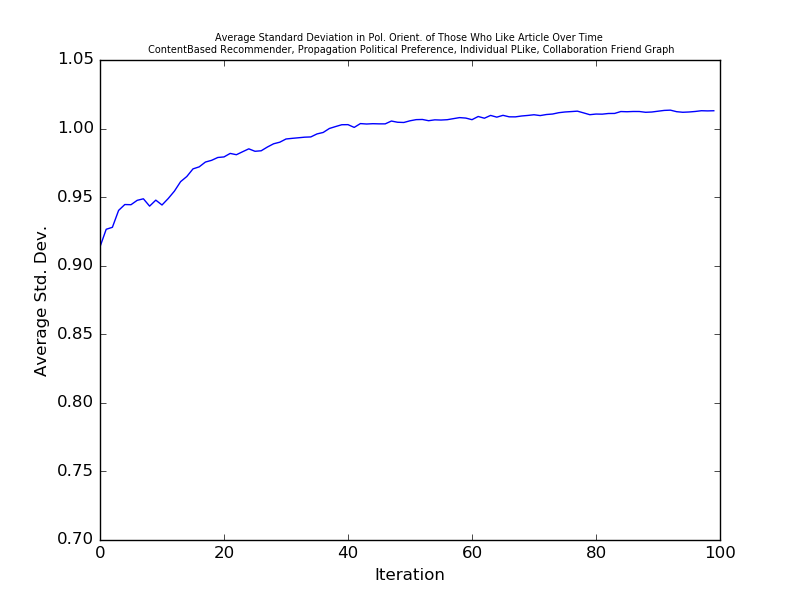 Average Standard Deviation in Pol. Orient. of Those Who Like Article Over Time
ContentBased Recommender, Propagation Political Preference, Individual PLike, Collaboration Friend Graph
1.05
1.00
0.95
0.90
0.85
0.80
0.75
0.70
Average Std. Dev.
0 20 40 60 80 100
Iteration